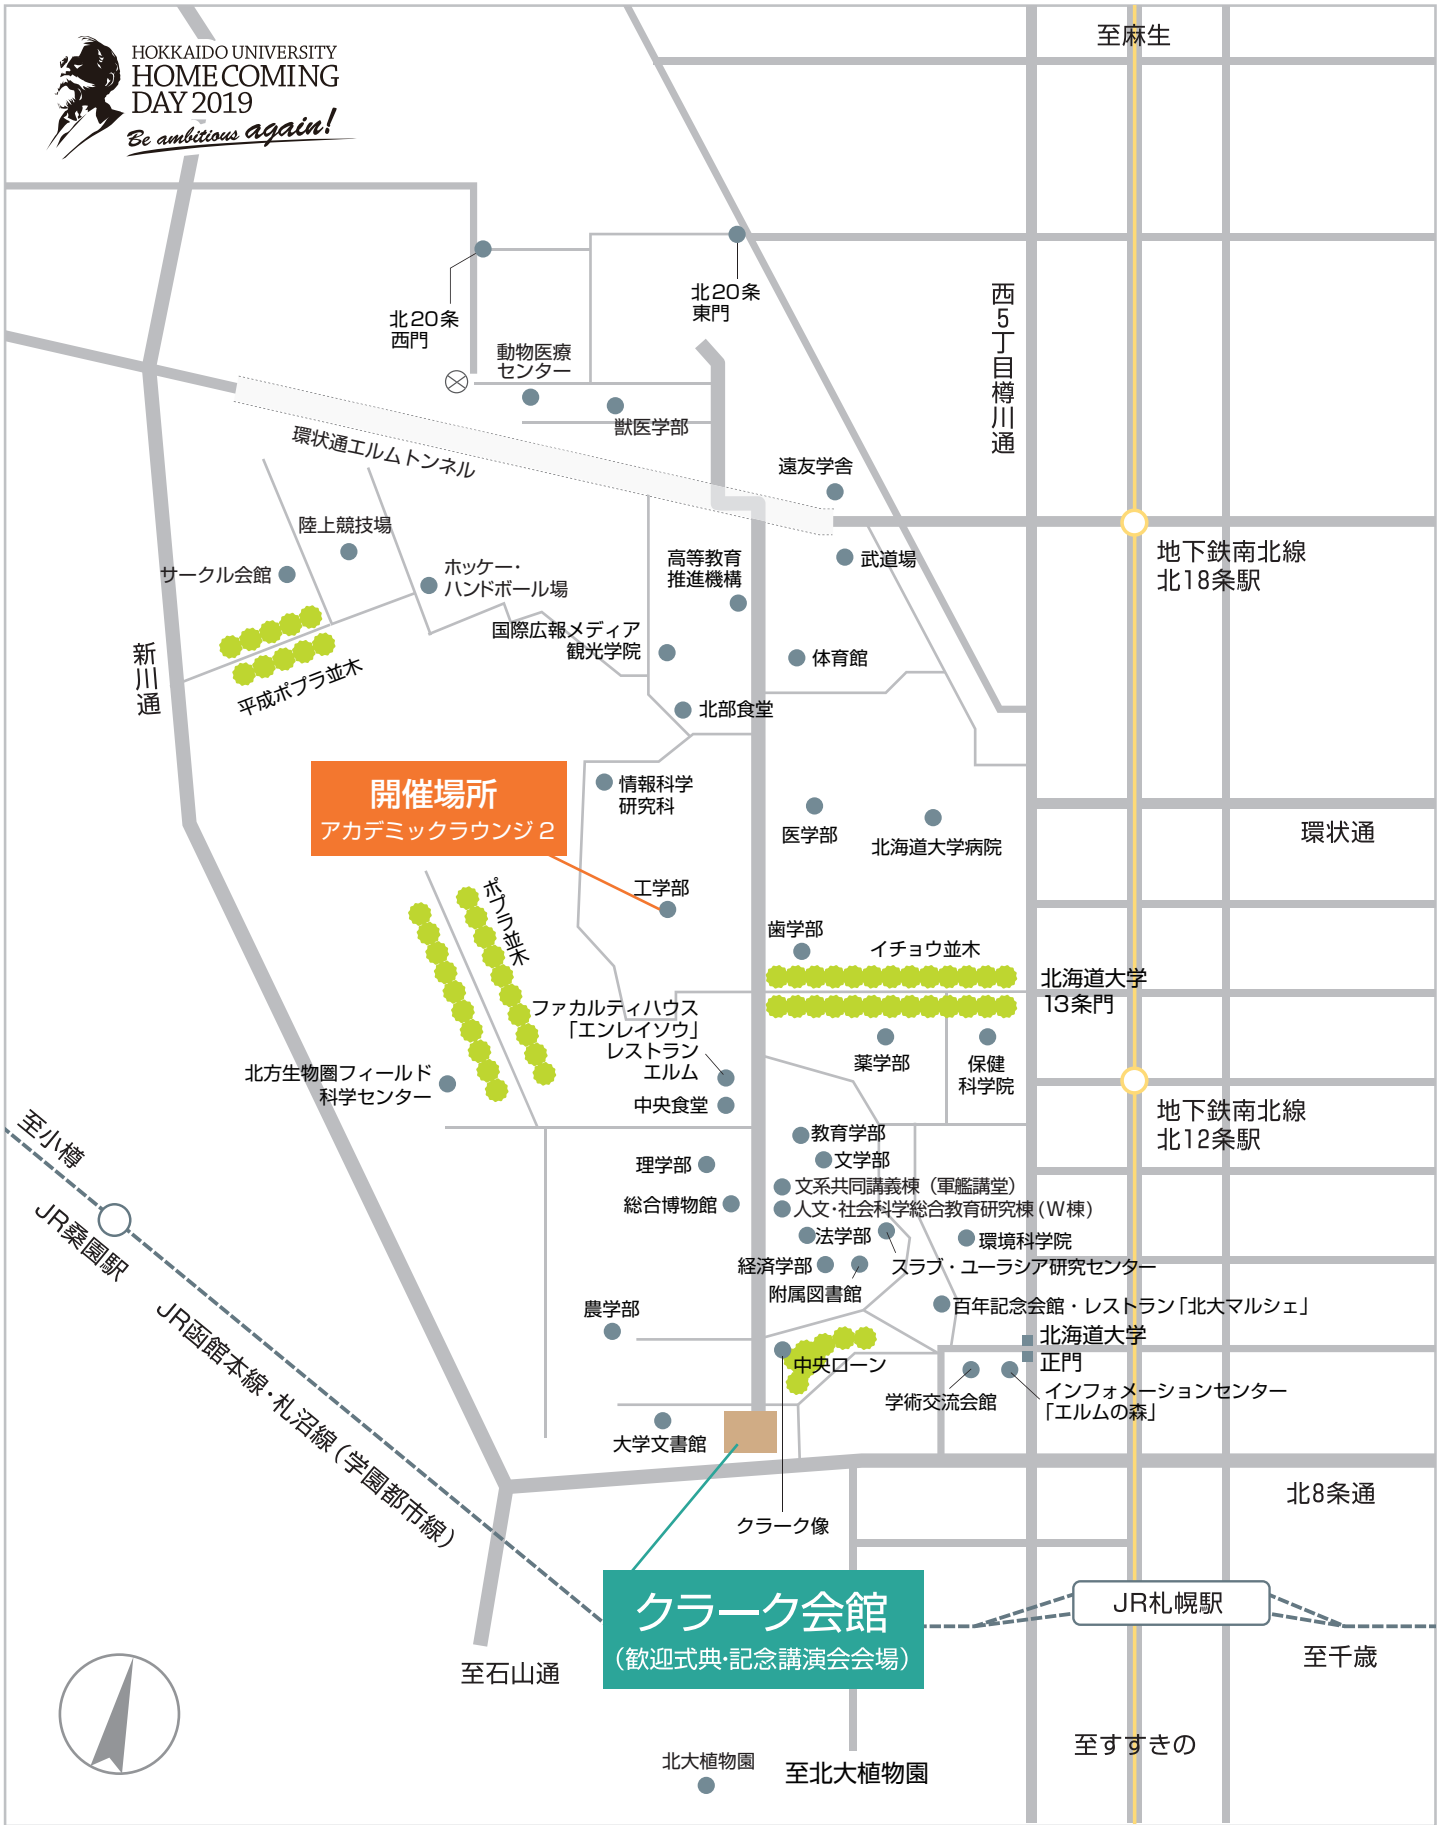 HOKKAIDO UNIVERSITY
HOME COMING
DAY 2019
Be ambitious again!
至麻生
北20条
西門
北20条
東門
西5丁目樽川通
動物医療
センター
獣医学部
環状通エルムトンネル
遠友学舎
陸上競技場
サークル会館
ホッケー・
ハンドボール場
高等教育
推進機構
武道場
地下鉄南北線
北18条駅
国際広報メディア
観光学院
体育館
新川通
平成ポプラ並木
北部食堂
開催場所
アカデミックラウンジ2
情報科学
研究科
医学部
北海道大学病院
環状通
工学部
ポプラ並木
歯学部
イチョウ並木
北海道大学
13条門
ファカルティハウス
「エンレイソウ」
レストラン
エルム
薬学部
保健
科学院
北方生物圏フィールド
科学センター
中央食堂
地下鉄南北線
北12条駅
至小樽
教育学部
文学部
理学部
文系共同講義棟（軍艦講堂）
総合博物館
人文・社会科学総合教育研究棟(W棟)
JR桑園駅
法学部
環境科学院
経済学部
スラブ・ユーラシア研究センター
附属図書館
農学部
百年記念会館・レストラン「北大マルシェ」
JR函館本線・札沼線（学園都市線）
北海道大学
正門
中央ローン
学術交流会館
インフォメーションセンター
「エルムの森」
大学文書館
北8条通
クラーク像
クラーク会館
（歓迎式典・記念講演会会場）
JR札幌駅
至石山通
至千歳
至すすきの
北大植物園
至北大植物園